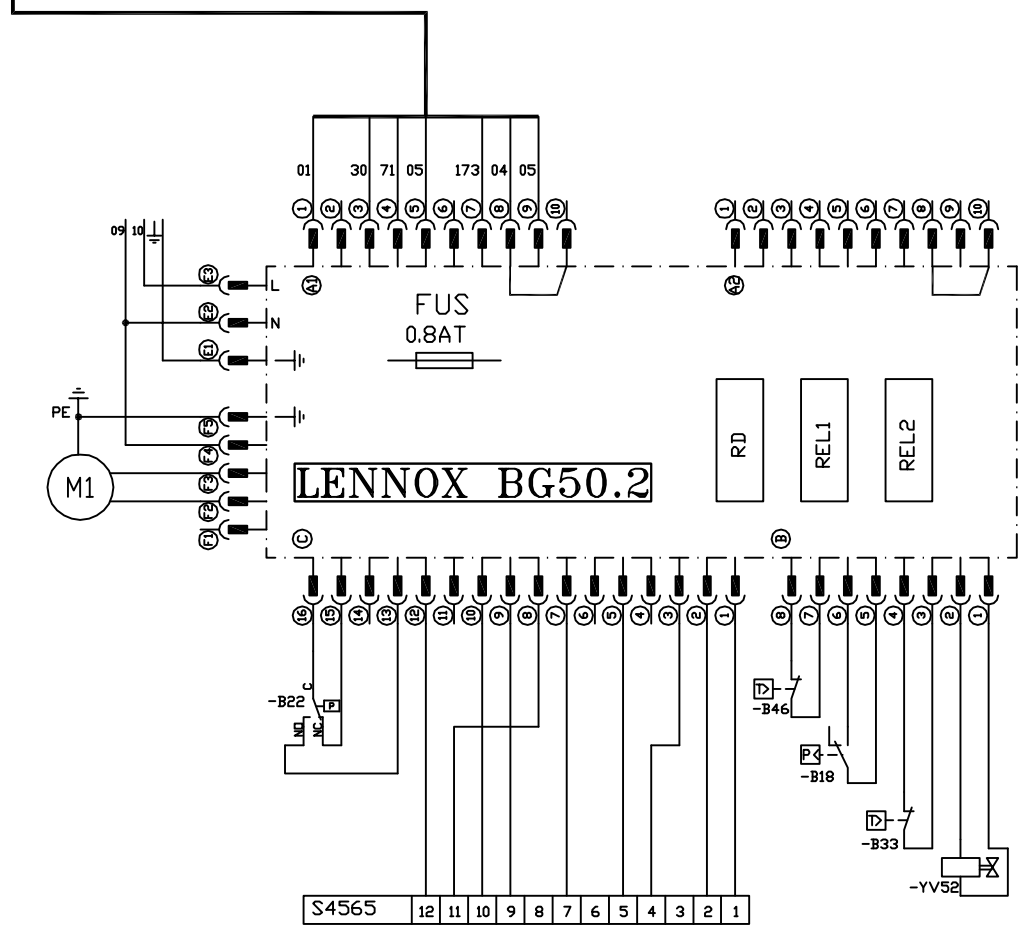 01 30 71 05 173 04 05
1 2 3 4 5 6 7 8 9 10
1 2 3 4 5 6 7 8 9 10
09 10
A1 A2
E3 L
E2 N
E1
FUS
0.8AT
PE
F5
F4
F3
F2
F1
M1
LENNOX BG50.2
RD
REL1
REL2
C B
16 15 14 13 12 11 10 9 8 7 6 5 4 3 2 1
8 7 6 5 4 3 2 1
C
-B22 P
NO NC
T
-B46
P
-B18
T
-B33
-YV52
S4565 12 11 10 9 8 7 6 5 4 3 2 1